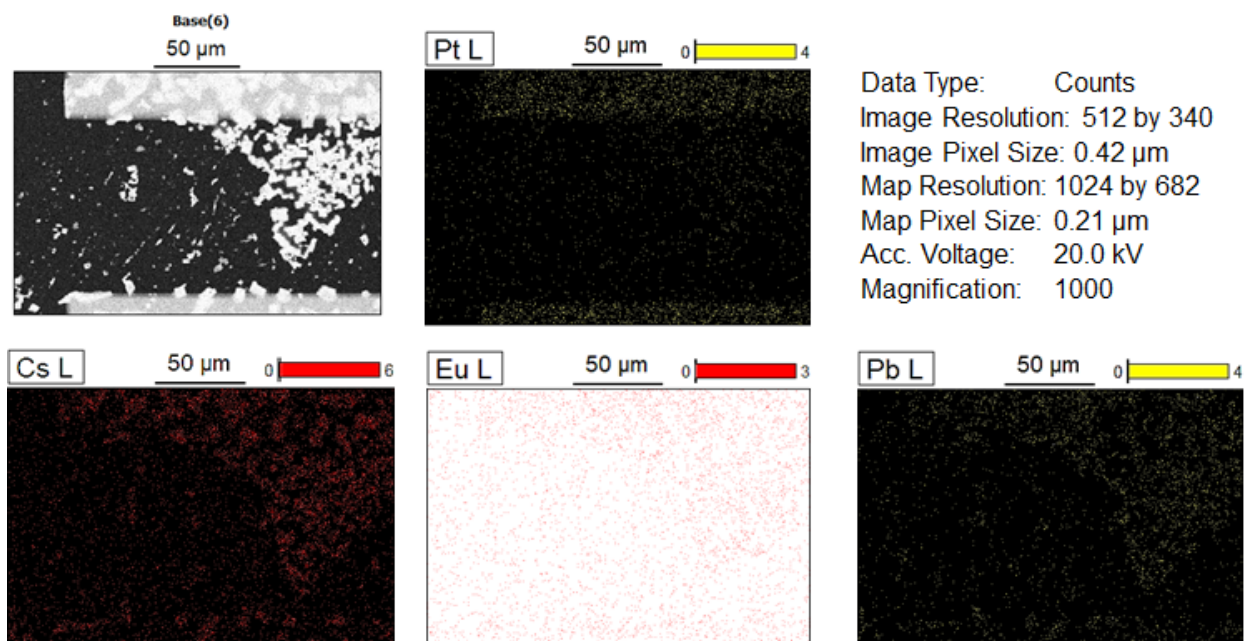 Base(6)
50 µm
Pt L
50 µm
0
4
Data Type: Counts
Image Resolution: 512 by 340
Image Pixel Size: 0.42 µm
Map Resolution: 1024 by 682
Map Pixel Size: 0.21 µm
Acc. Voltage: 20.0 kV
Magnification: 1000
Cs L
50 µm
0
6
Eu L
50 µm
0
3
Pb L
50 µm
0
4